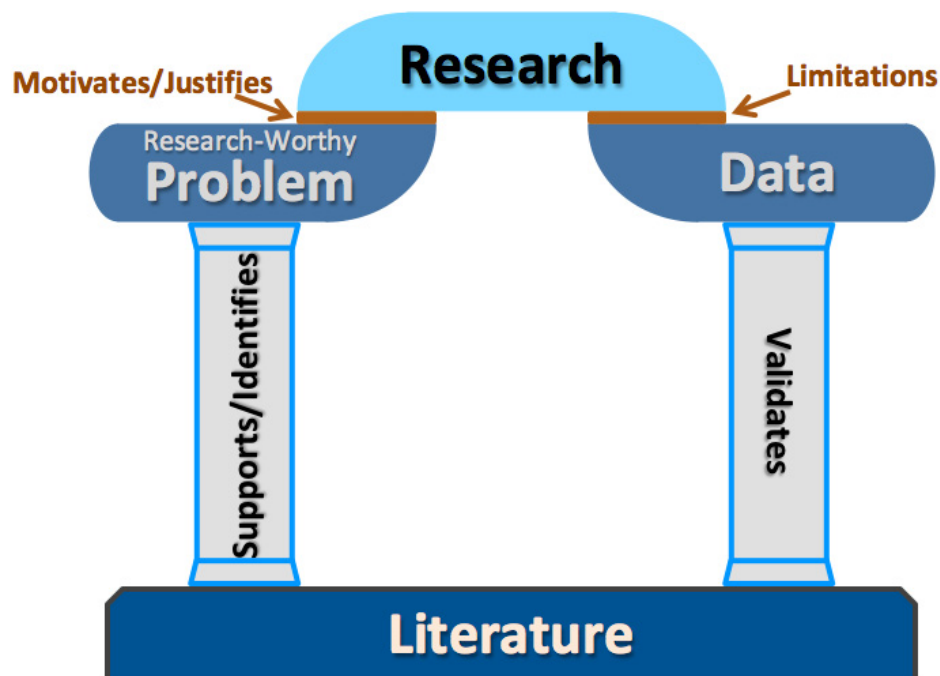 Research
Motivates/Justifies
Limitations
Research-Worthy
Problem
Data
Supports/Identifies
Validates
Literature